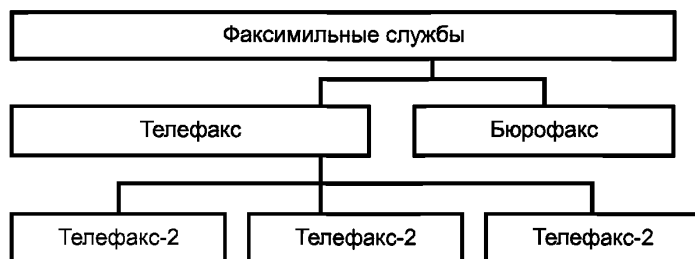 Факсимильные службы
Телефакс
Бюрофакс
Телефакс-2
Телефакс-2
Телефакс-2